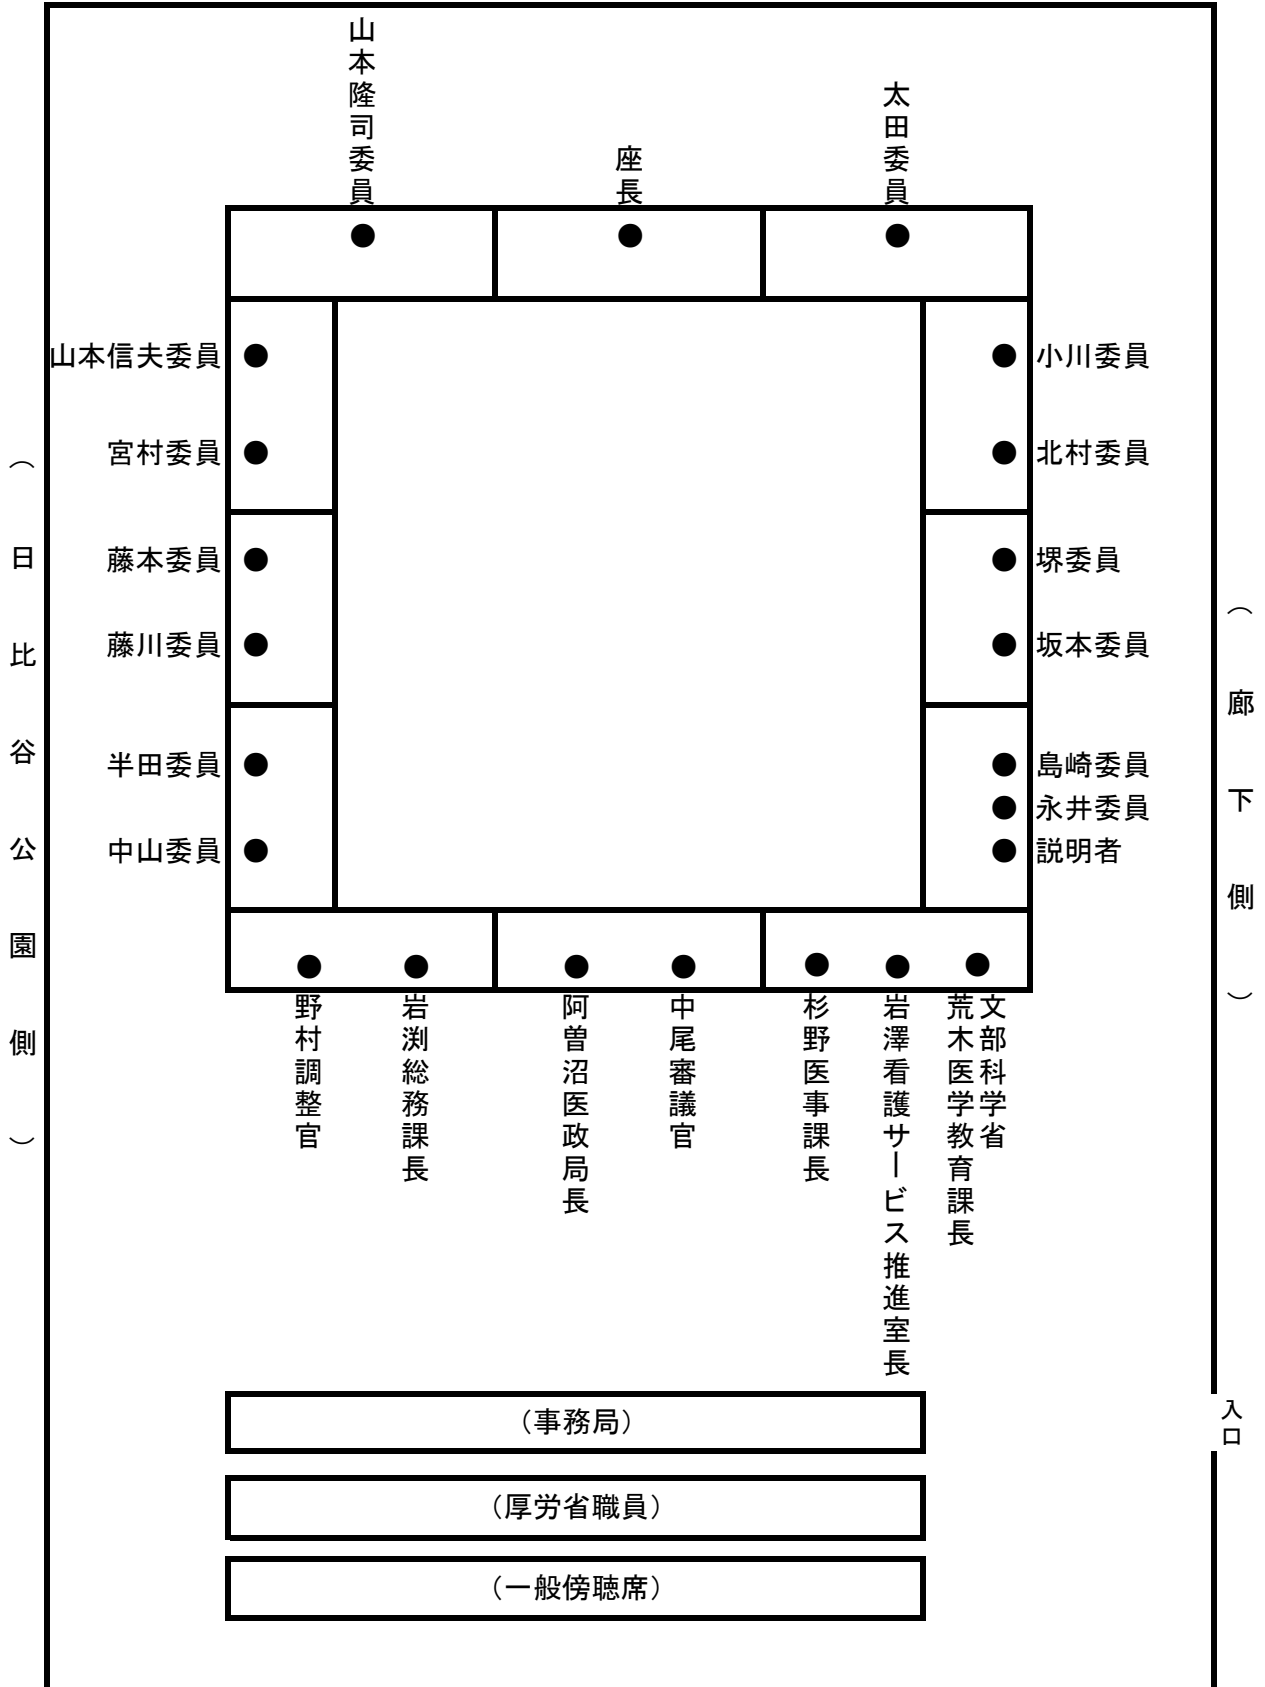 山本隆司委員
座長
太田委員
山本信夫委員
宮村委員
藤本委員
藤川委員
半田委員
中山委員
小川委員
北村委員
堺委員
坂本委員
島崎委員
永井委員
説明者
(日比谷公園側)
(廊下側)
野村調整官
岩渕総務課長
阿曽沼医政局長
中尾審議官
杉野医事課長
岩澤看護サービス推進室長
文部科学省
荒木医学教育課長
入口
(事務局)
(厚労省職員)
(一般傍聴席)